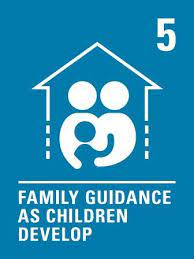 5
FAMILY GUIDANCE
AS CHILDREN
DEVELOP